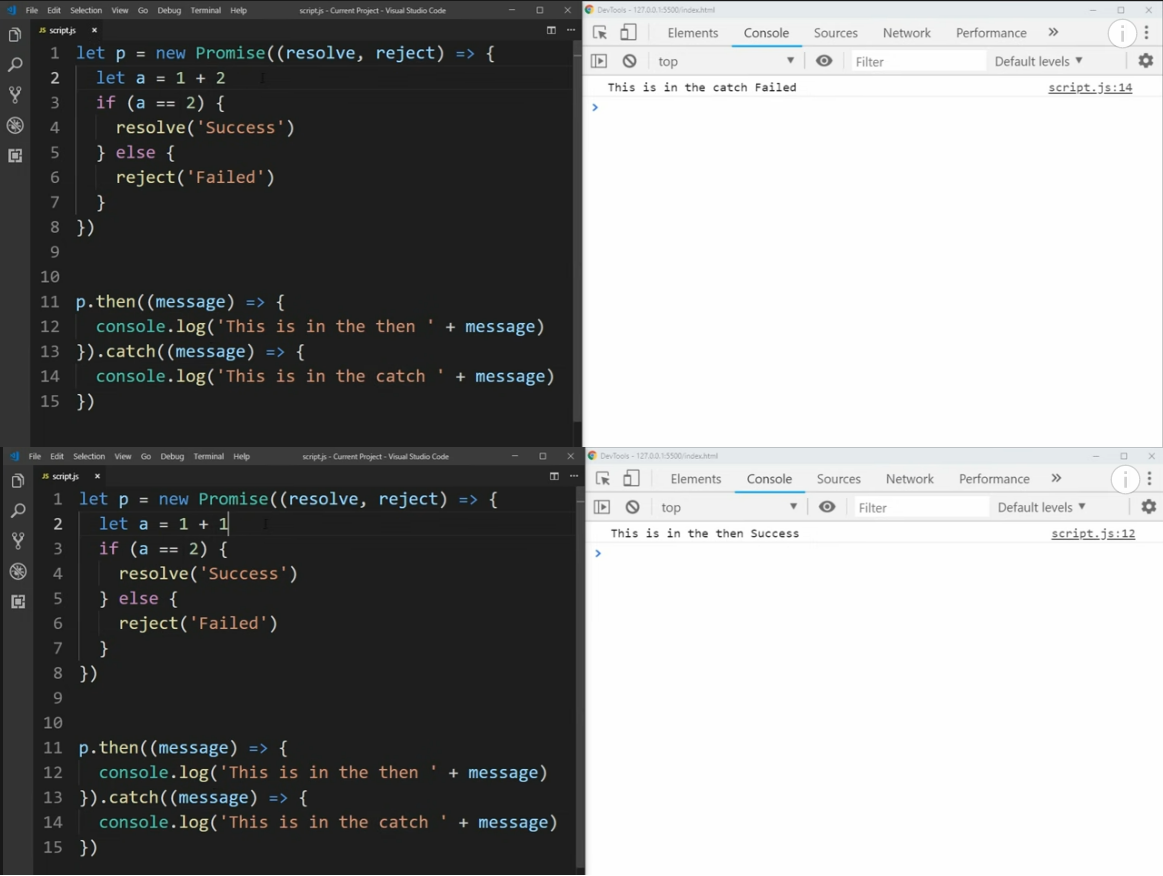 File Edit Selection View Go Debug Terminal Help script.js - Current Project - Visual Studio Code
JS script.js ×
1 let p = new Promise((resolve, reject) => {
2 let a = 1 + 2
3 if (a == 2) {
4 resolve('Success')
5 } else {
6 reject('Failed')
7 }
8 })
9
10
11 p.then((message) => {
12 console.log('This is in the then ' + message)
13 }).catch((message) => {
14 console.log('This is in the catch ' + message)
15 })
DevTools - 127.0.0.1:5500/index.html
Elements Console Sources Network Performance »
top Filter Default levels
This is in the catch Failed script.js:14
>
File Edit Selection View Go Debug Terminal Help script.js - Current Project - Visual Studio Code
JS script.js ×
1 let p = new Promise((resolve, reject) => {
2 let a = 1 + 1
3 if (a == 2) {
4 resolve('Success')
5 } else {
6 reject('Failed')
7 }
8 })
9
10
11 p.then((message) => {
12 console.log('This is in the then ' + message)
13 }).catch((message) => {
14 console.log('This is in the catch ' + message)
15 })
DevTools - 127.0.0.1:5500/index.html
Elements Console Sources Network Performance »
top Filter Default levels
This is in the then Success script.js:12
>